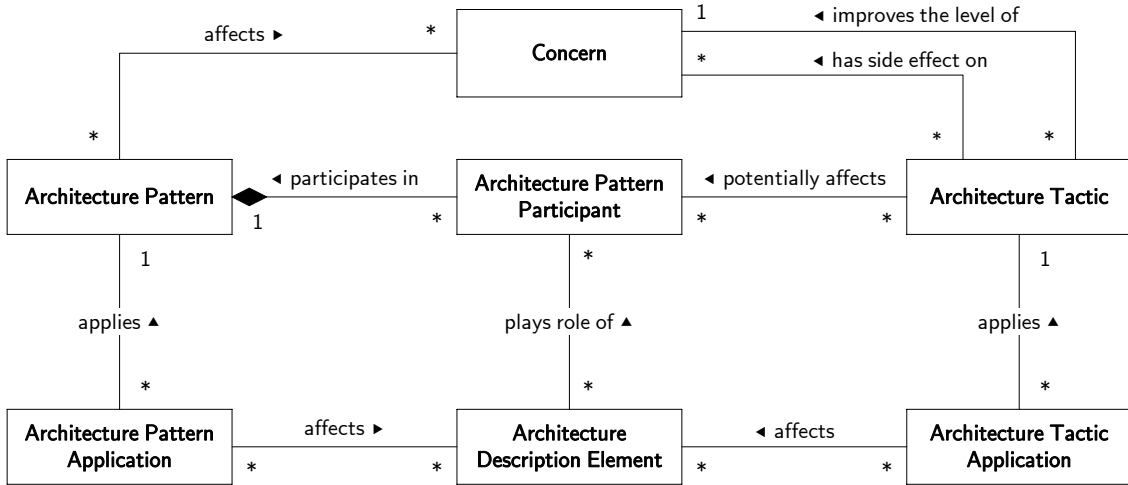 1
◄ improves the level of
affects ►
*
Concern
*
◄ has side effect on
*
*
*
Architecture Pattern
◄ participates in
Architecture Pattern
Participant
◄ potentially affects
Architecture Tactic
1
*
*
*
1
*
1
applies ▲
plays role of ▲
applies ▲
*
*
*
Architecture Pattern
Application
affects ►
Architecture
Description Element
◄ affects
Architecture Tactic
Application
*
*
*
*